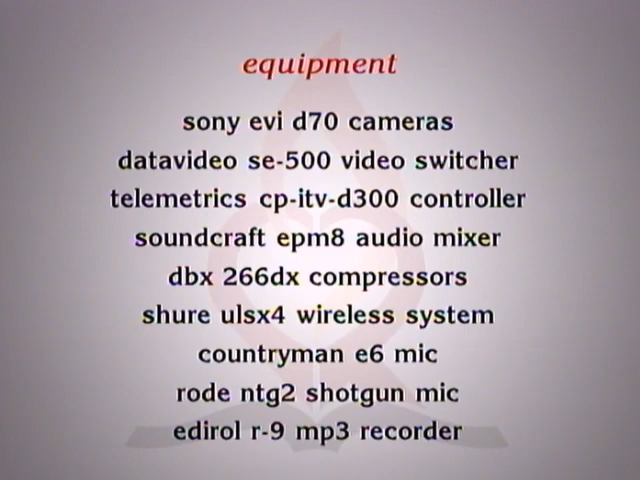 equipment
sony evi d70 cameras
datavideo se-500 video switcher
telemetrics cp-itv-d300 controller
soundcraft epm8 audio mixer
dbx 266dx compressors
shure ulsx4 wireless system
countryman e6 mic
rode ntg2 shotgun mic
edirol r-9 mp3 recorder